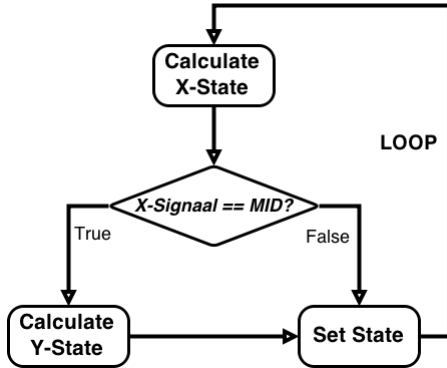 Calculate
X-State
LOOP
X-Signaal == MID?
True
False
Calculate
Y-State
Set State